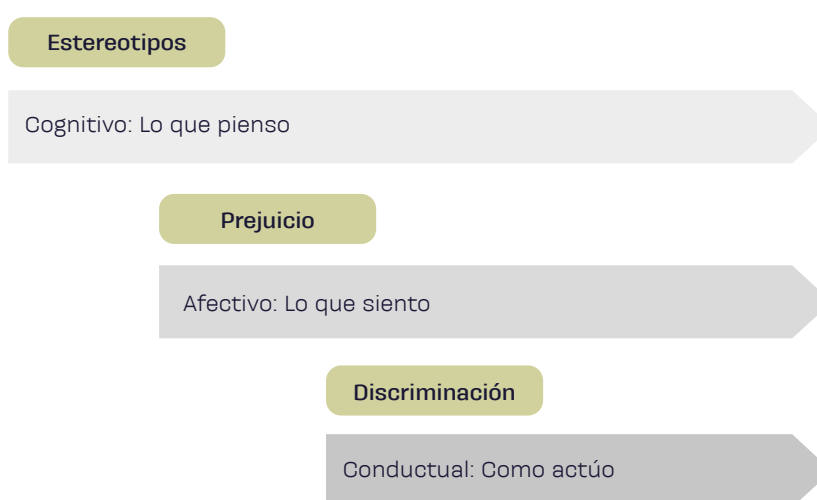 Estereotipos
Cognitivo: Lo que pienso
Prejuicio
Afectivo: Lo que siento
Discriminación
Conductual: Como actúo